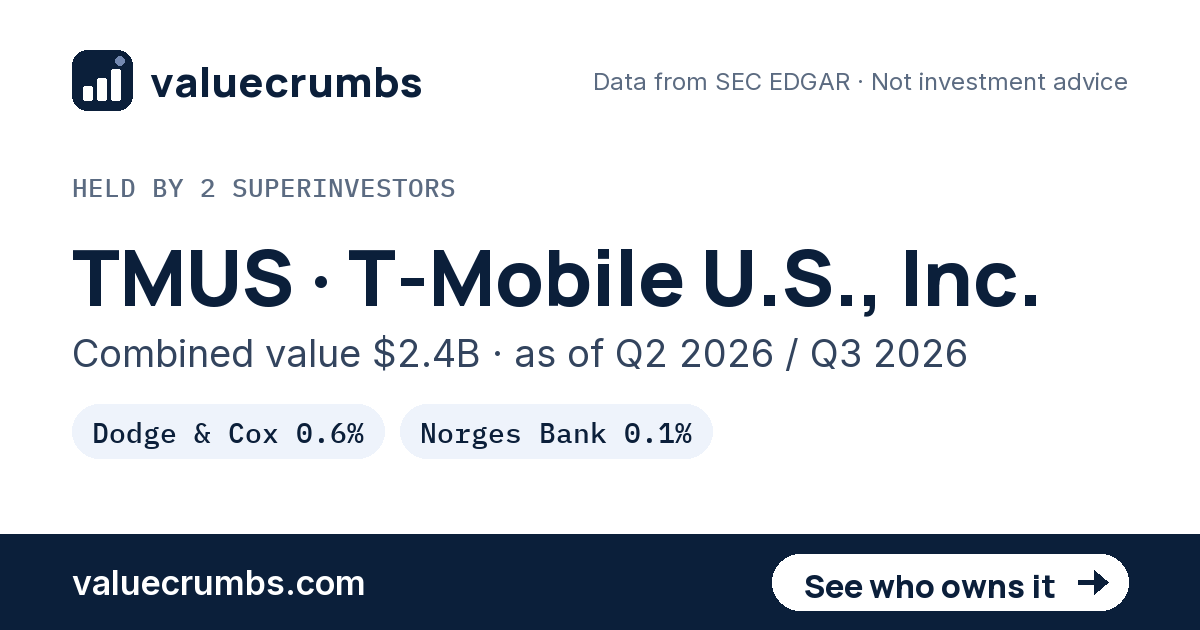 valuecrumbs
Data from SEC EDGAR · Not investment advice
HELD BY 2 SUPERINVESTORS
TMUS · T-Mobile U.S., Inc.
Combined value $2.4B · as of Q2 2026 / Q3 2026
Dodge & Cox 0.6%
Norges Bank 0.1%
valuecrumbs.com
See who owns it →